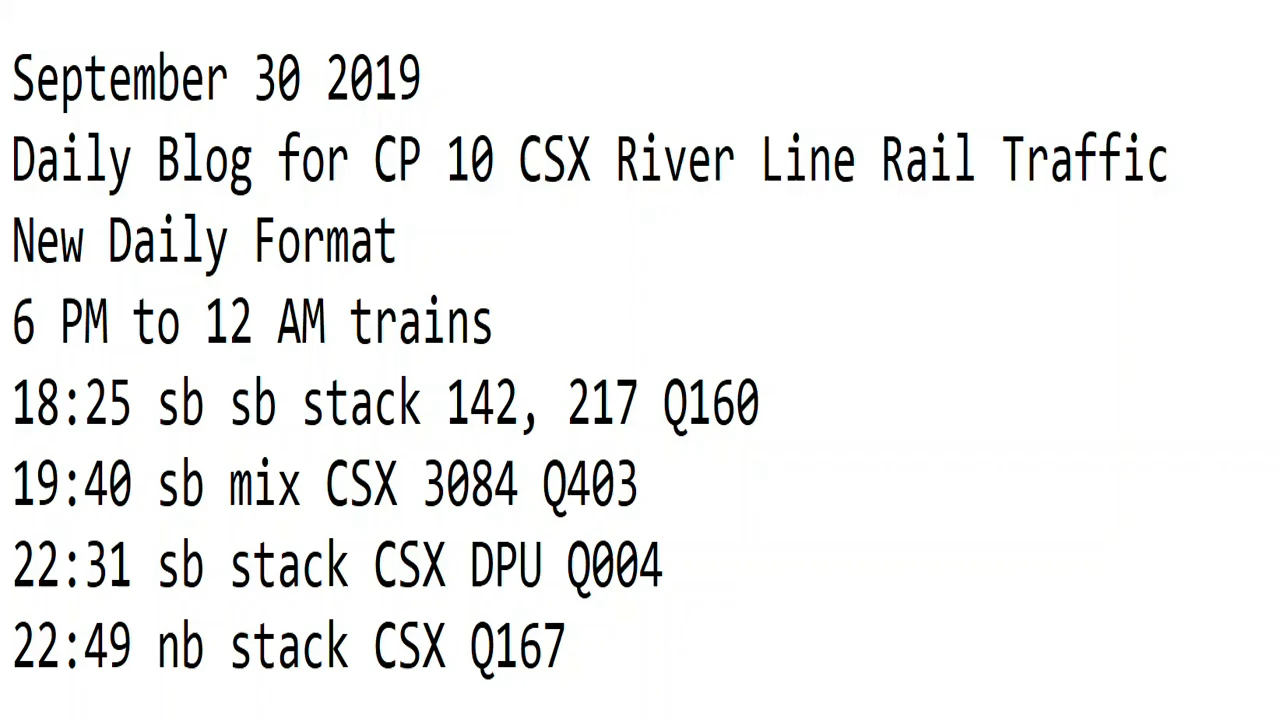 September 30 2019
Daily Blog for CP 10 CSX River Line Rail Traffic
New Daily Format
6 PM to 12 AM trains
18:25 sb sb stack 142, 217 Q160
19:40 sb mix CSX 3084 Q403
22:31 sb stack CSX DPU Q004
22:49 nb stack CSX Q167